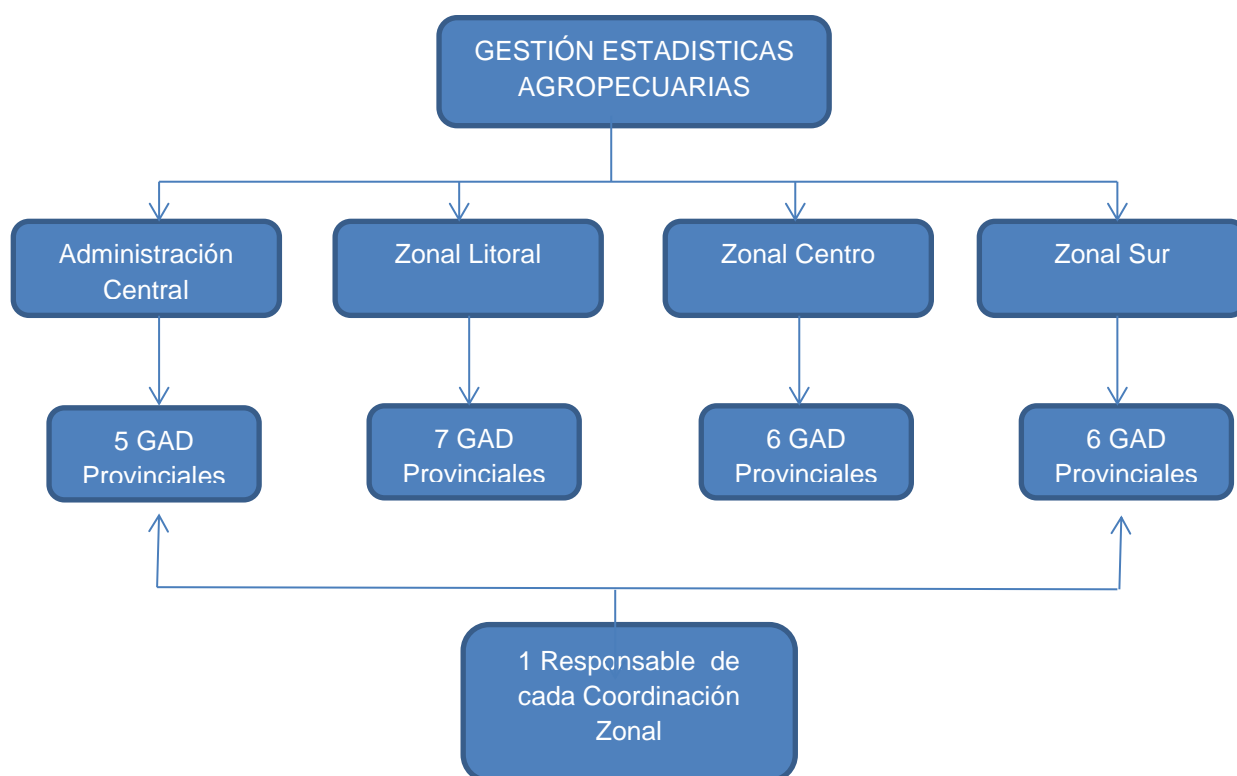 GESTIÓN ESTADISTICAS
AGROPECUARIAS
Administración
Central
Zonal Litoral
Zonal Centro
Zonal Sur
5 GAD
Provinciales
7 GAD
Provinciales
6 GAD
Provinciales
6 GAD
Provinciales
1 Responsable de
cada Coordinación
Zonal